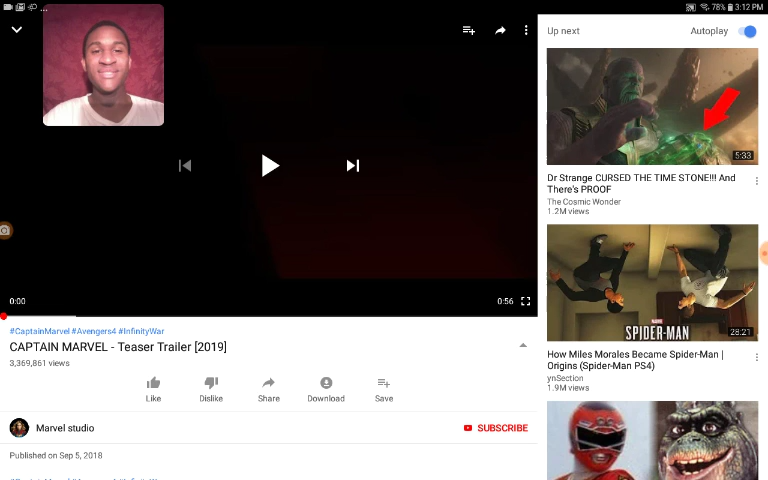 78% 3:12 PM
Up next
Autoplay
5:33
Dr Strange CURSED THE TIME STONE!!! And
There's PROOF
The Cosmic Wonder
1.2M views
MARVEL
SPIDER-MAN
28:21
How Miles Morales Became Spider-Man |
Origins (Spider-Man PS4)
ynSection
1.9M views
0:00
0:56
#CaptainMarvel #Avengers4 #InfinityWar
CAPTAIN MARVEL - Teaser Trailer [2019]
3,369,861 views
Like
Dislike
Share
Download
Save
Marvel studio
SUBSCRIBE
Published on Sep 5, 2018